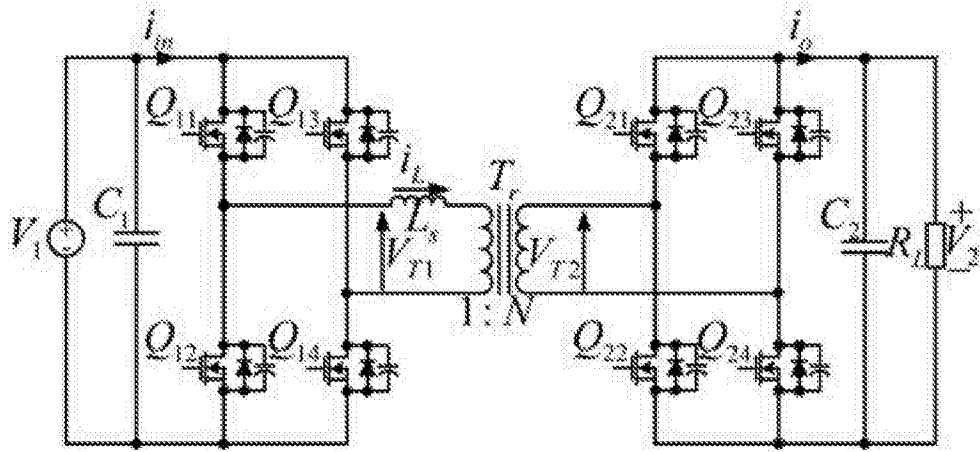 i_in
i_o
Q_11
Q_13
Q_21
Q_23
i_L
T_r
V_1
C_1
L_s
V_T1
V_T2
C_2
R_L
+
V_2
−
1 : N
Q_12
Q_14
Q_22
Q_24